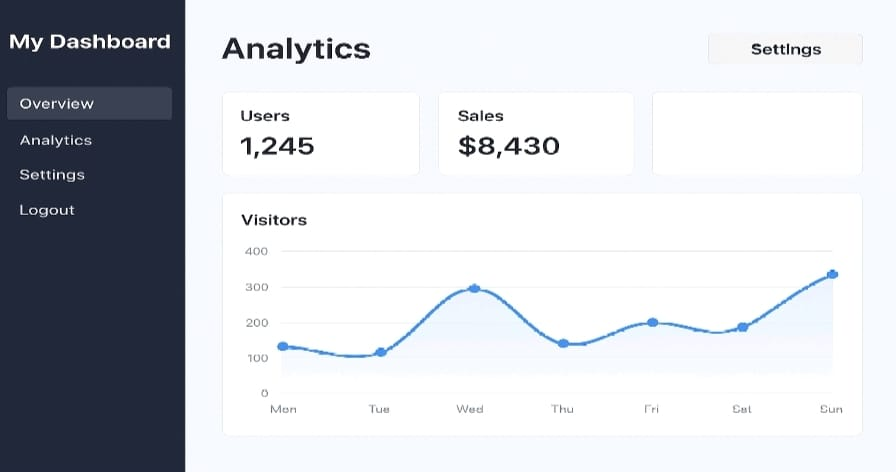 My Dashboard
Overview
Analytics
Settings
Logout
Analytics
Settings
Users
1,245
Sales
$8,430
Visitors
400
300
200
100
0
Mon
Tue
Wed
Thu
Fri
Sat
Sun